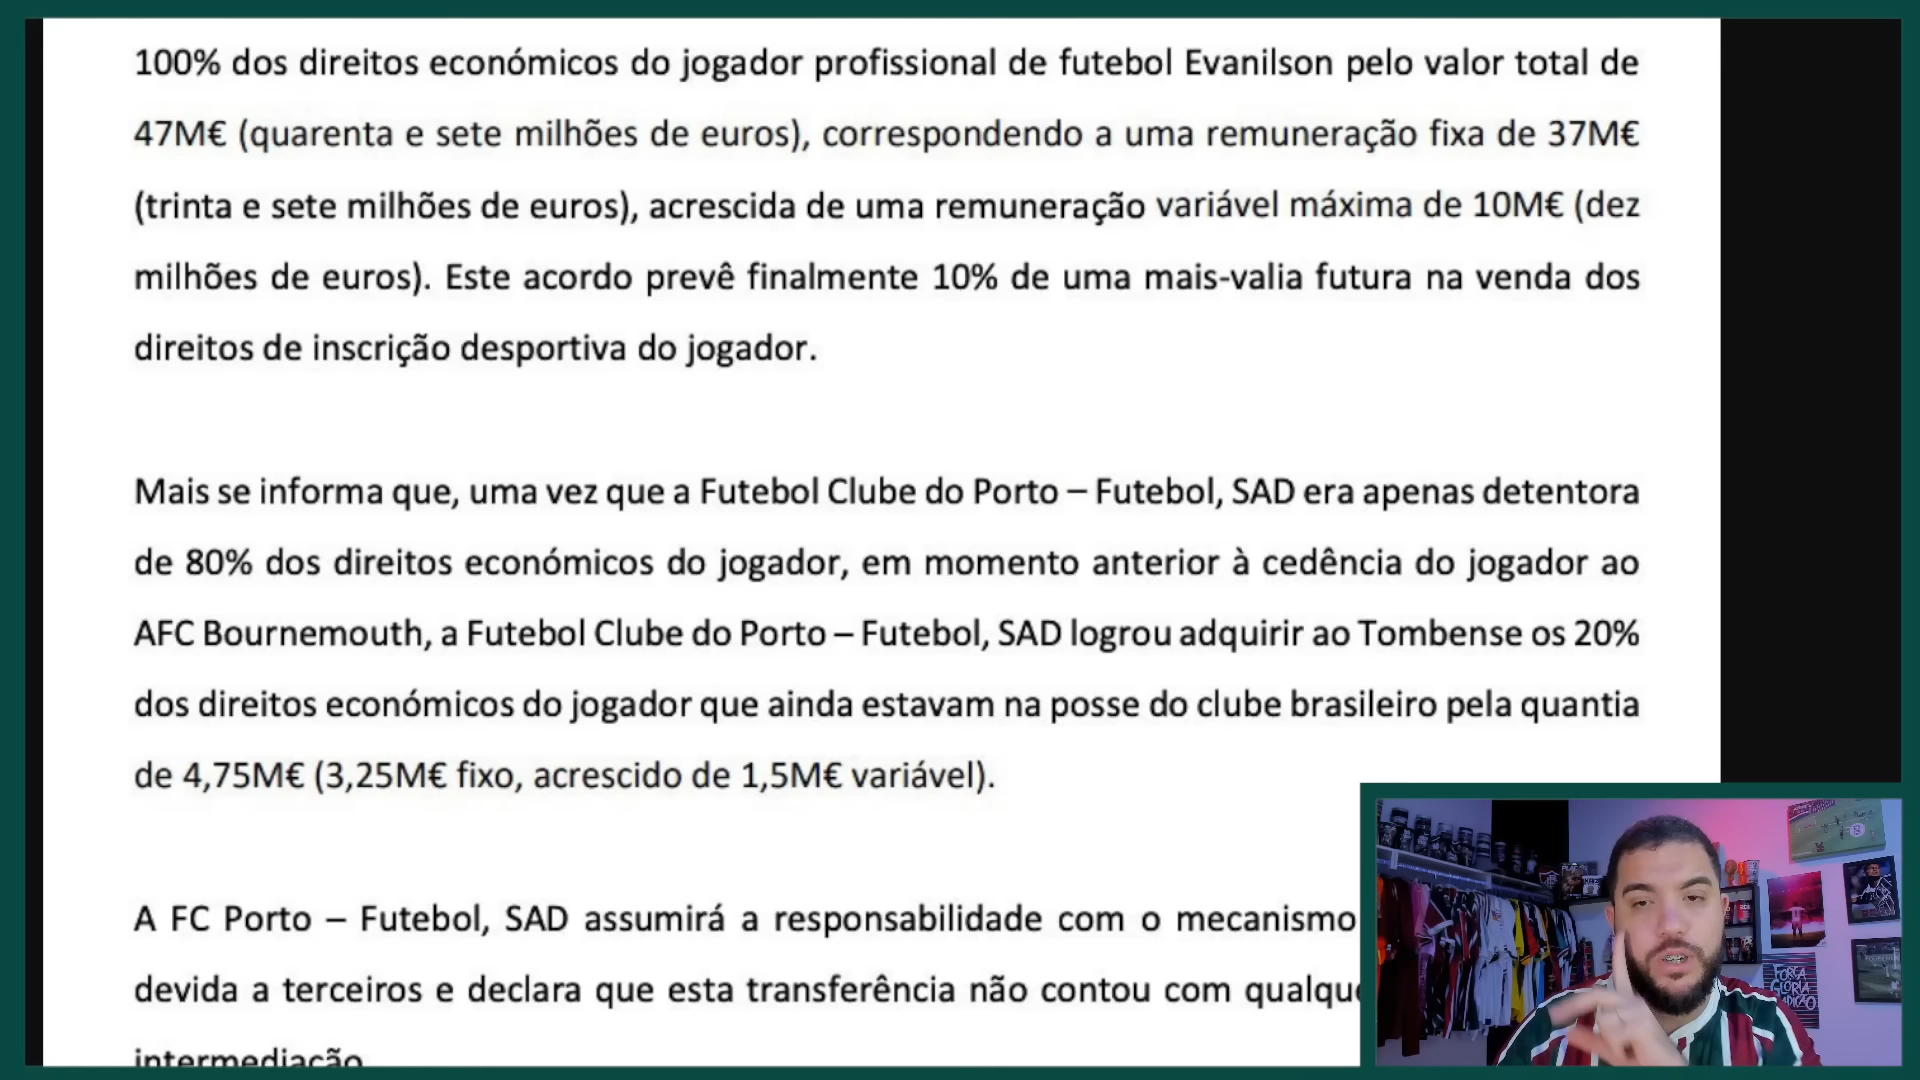 100% dos direitos económicos do jogador profissional de futebol Evanilson pelo valor total de
47M€ (quarenta e sete milhões de euros), correspondendo a uma remuneração fixa de 37M€
(trinta e sete milhões de euros), acrescida de uma remuneração variável máxima de 10M€ (dez
milhões de euros). Este acordo prevê finalmente 10% de uma mais-valia futura na venda dos
direitos de inscrição desportiva do jogador.
Mais se informa que, uma vez que a Futebol Clube do Porto – Futebol, SAD era apenas detentora
de 80% dos direitos económicos do jogador, em momento anterior à cedência do jogador ao
AFC Bournemouth, a Futebol Clube do Porto – Futebol, SAD logrou adquirir ao Tombense os 20%
dos direitos económicos do jogador que ainda estavam na posse do clube brasileiro pela quantia
de 4,75M€ (3,25M€ fixo, acrescido de 1,5M€ variável).
A FC Porto – Futebol, SAD assumirá a responsabilidade com o mecanismo
devida a terceiros e declara que esta transferência não contou com qualque
intermediação
FORÇA
GLÓRIA